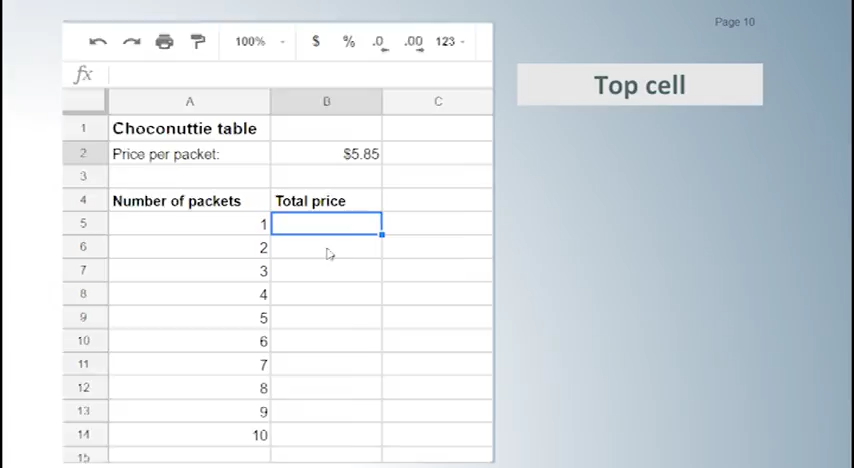 Page 10
100% $ % .0 .00 123
Top cell
fx
A B C
1 Choconuttie table
2 Price per packet: $5.85
3
4 Number of packets Total price
5 1
6 2
7 3
8 4
9 5
10 6
11 7
12 8
13 9
14 10
15